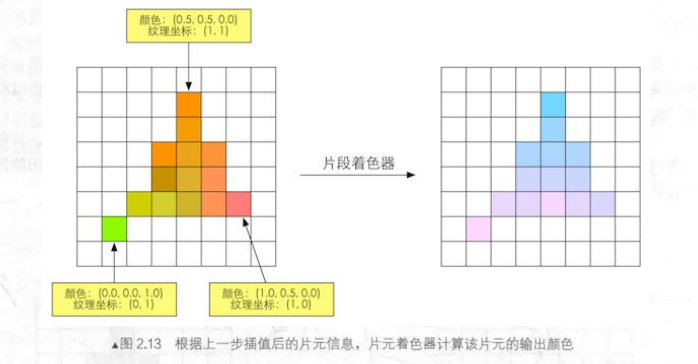 颜色：(0.5, 0.5, 0.0)
纹理坐标：(1, 1)
片段着色器
颜色：(0.0, 0.0, 1.0)
纹理坐标：(0, 1)
颜色：(1.0, 0.5, 0.0)
纹理坐标：(1, 0)
▲图 2.13 根据上一步插值后的片元信息，片元着色器计算该片元的输出颜色